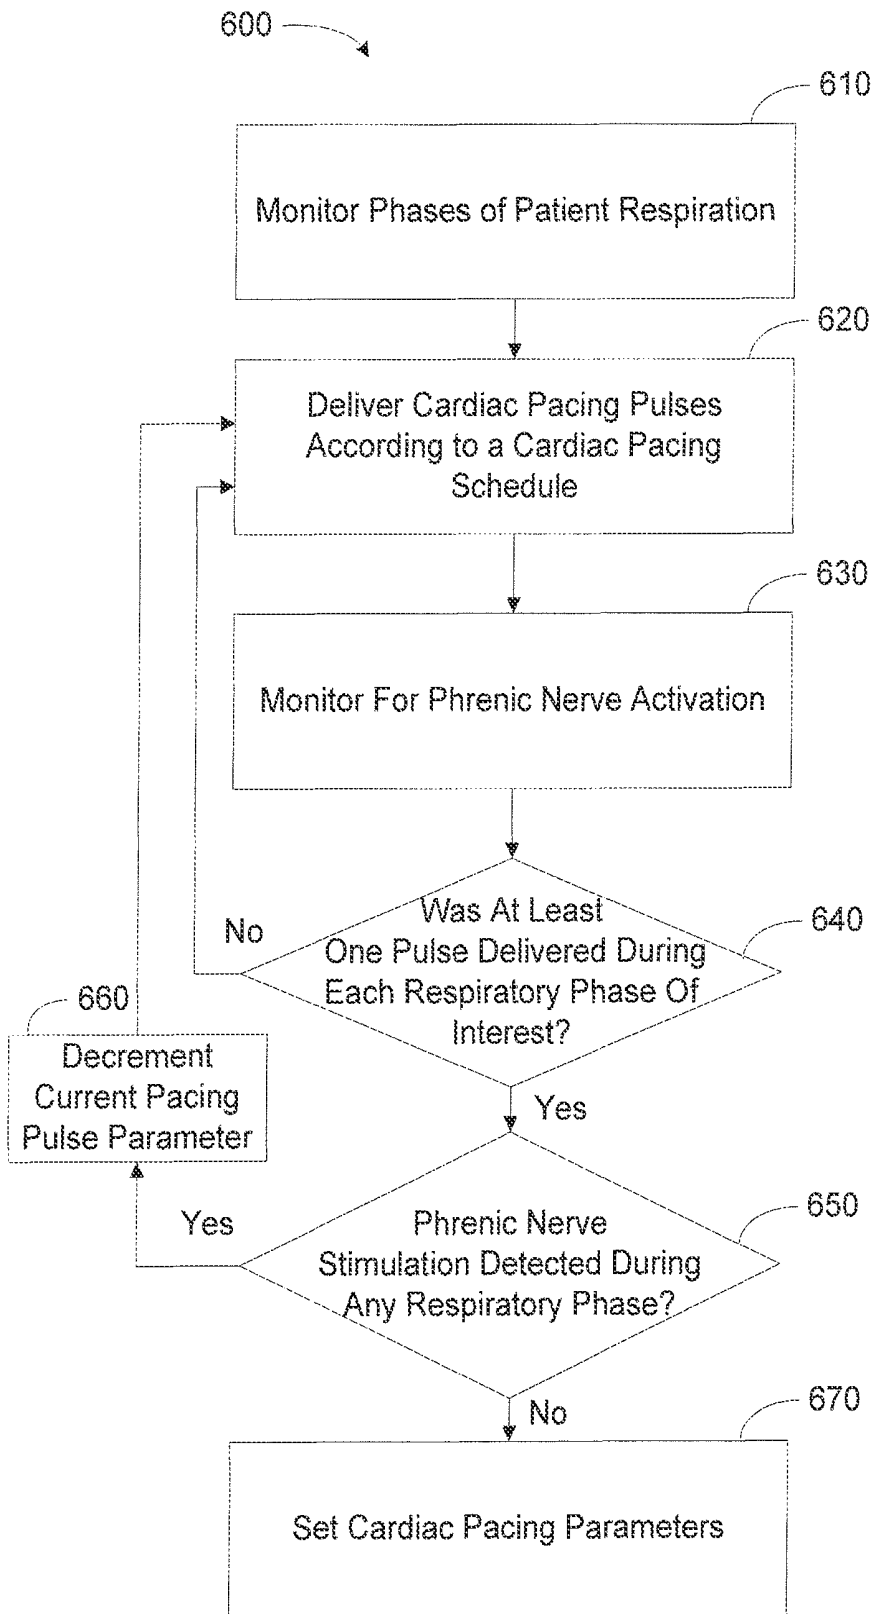 600
610
Monitor Phases of Patient Respiration
620
Deliver Cardiac Pacing Pulses
According to a Cardiac Pacing
Schedule
630
Monitor For Phrenic Nerve Activation
640
Was At Least
One Pulse Delivered During
Each Respiratory Phase Of
Interest?
No
660
Decrement
Current Pacing
Pulse Parameter
Yes
650
Phrenic Nerve
Stimulation Detected During
Any Respiratory Phase?
Yes
No
670
Set Cardiac Pacing Parameters